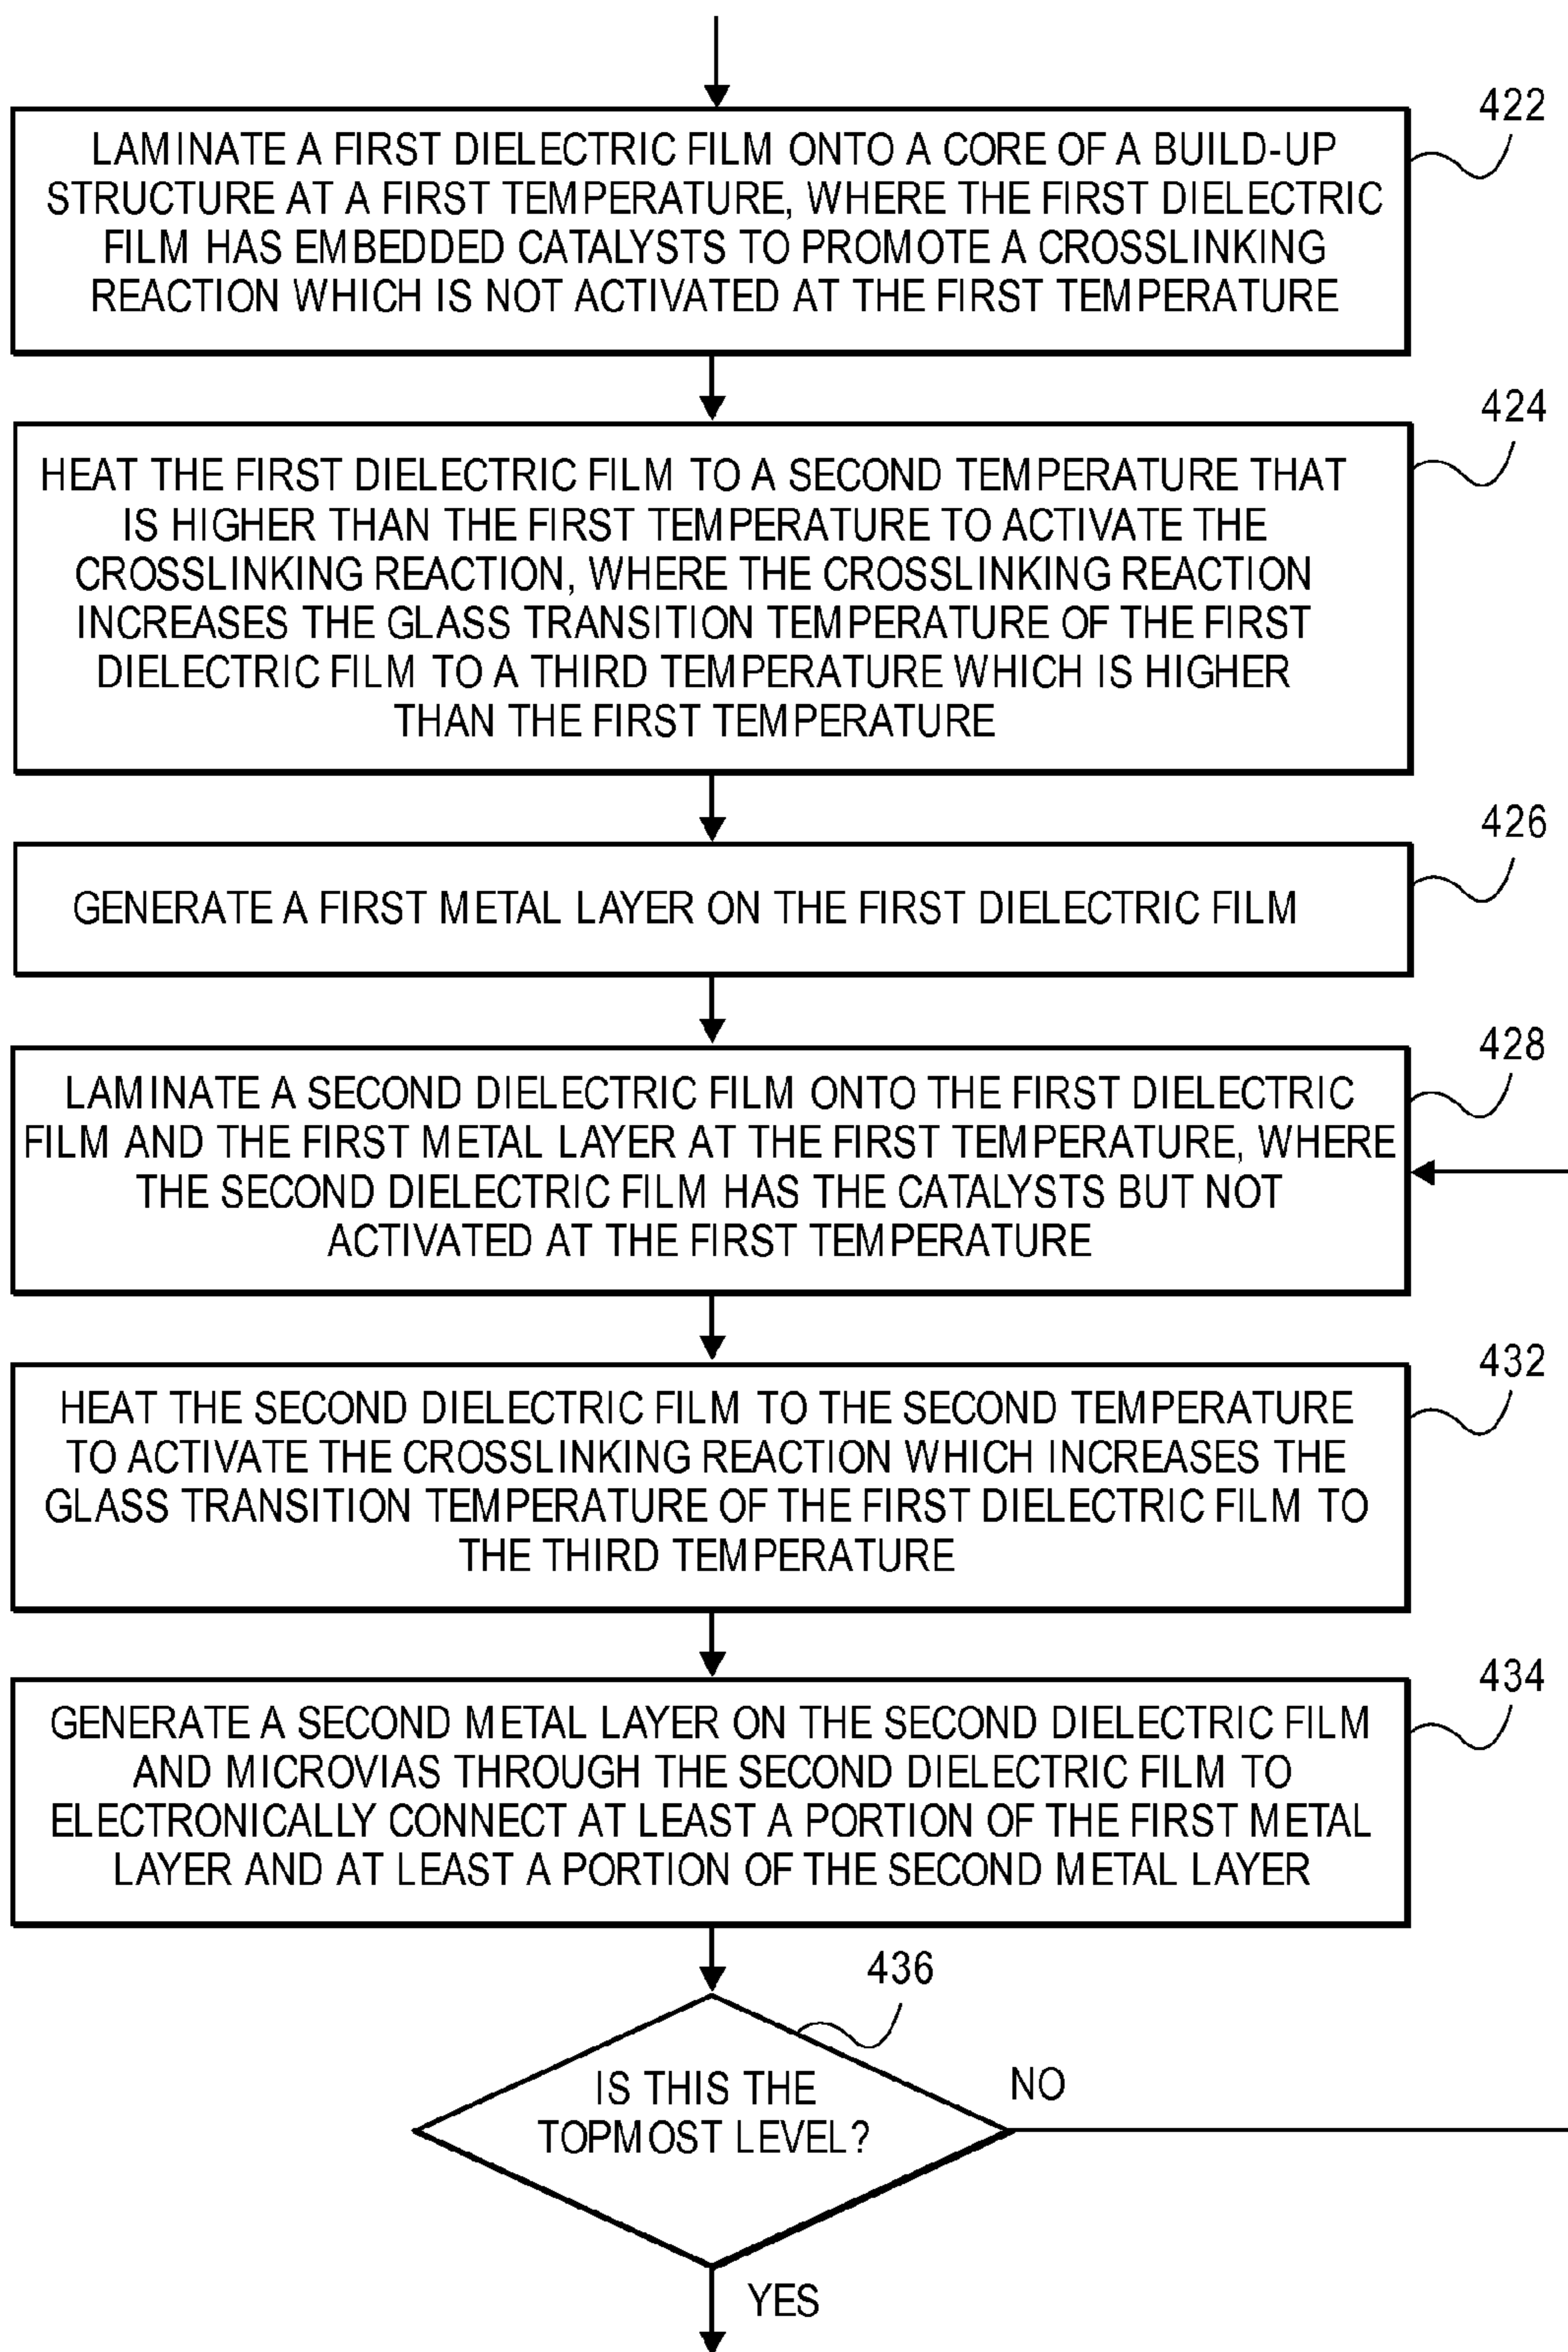 422
LAMINATE A FIRST DIELECTRIC FILM ONTO A CORE OF A BUILD-UP
STRUCTURE AT A FIRST TEMPERATURE, WHERE THE FIRST DIELECTRIC
FILM HAS EMBEDDED CATALYSTS TO PROMOTE A CROSSLINKING
REACTION WHICH IS NOT ACTIVATED AT THE FIRST TEMPERATURE
424
HEAT THE FIRST DIELECTRIC FILM TO A SECOND TEMPERATURE THAT
IS HIGHER THAN THE FIRST TEMPERATURE TO ACTIVATE THE
CROSSLINKING REACTION, WHERE THE CROSSLINKING REACTION
INCREASES THE GLASS TRANSITION TEMPERATURE OF THE FIRST
DIELECTRIC FILM TO A THIRD TEMPERATURE WHICH IS HIGHER
THAN THE FIRST TEMPERATURE
426
GENERATE A FIRST METAL LAYER ON THE FIRST DIELECTRIC FILM
428
LAMINATE A SECOND DIELECTRIC FILM ONTO THE FIRST DIELECTRIC
FILM AND THE FIRST METAL LAYER AT THE FIRST TEMPERATURE, WHERE
THE SECOND DIELECTRIC FILM HAS THE CATALYSTS BUT NOT
ACTIVATED AT THE FIRST TEMPERATURE
432
HEAT THE SECOND DIELECTRIC FILM TO THE SECOND TEMPERATURE
TO ACTIVATE THE CROSSLINKING REACTION WHICH INCREASES THE
GLASS TRANSITION TEMPERATURE OF THE FIRST DIELECTRIC FILM TO
THE THIRD TEMPERATURE
434
GENERATE A SECOND METAL LAYER ON THE SECOND DIELECTRIC FILM
AND MICROVIAS THROUGH THE SECOND DIELECTRIC FILM TO
ELECTRONICALLY CONNECT AT LEAST A PORTION OF THE FIRST METAL
LAYER AND AT LEAST A PORTION OF THE SECOND METAL LAYER
436
IS THIS THE
TOPMOST LEVEL?
NO
YES